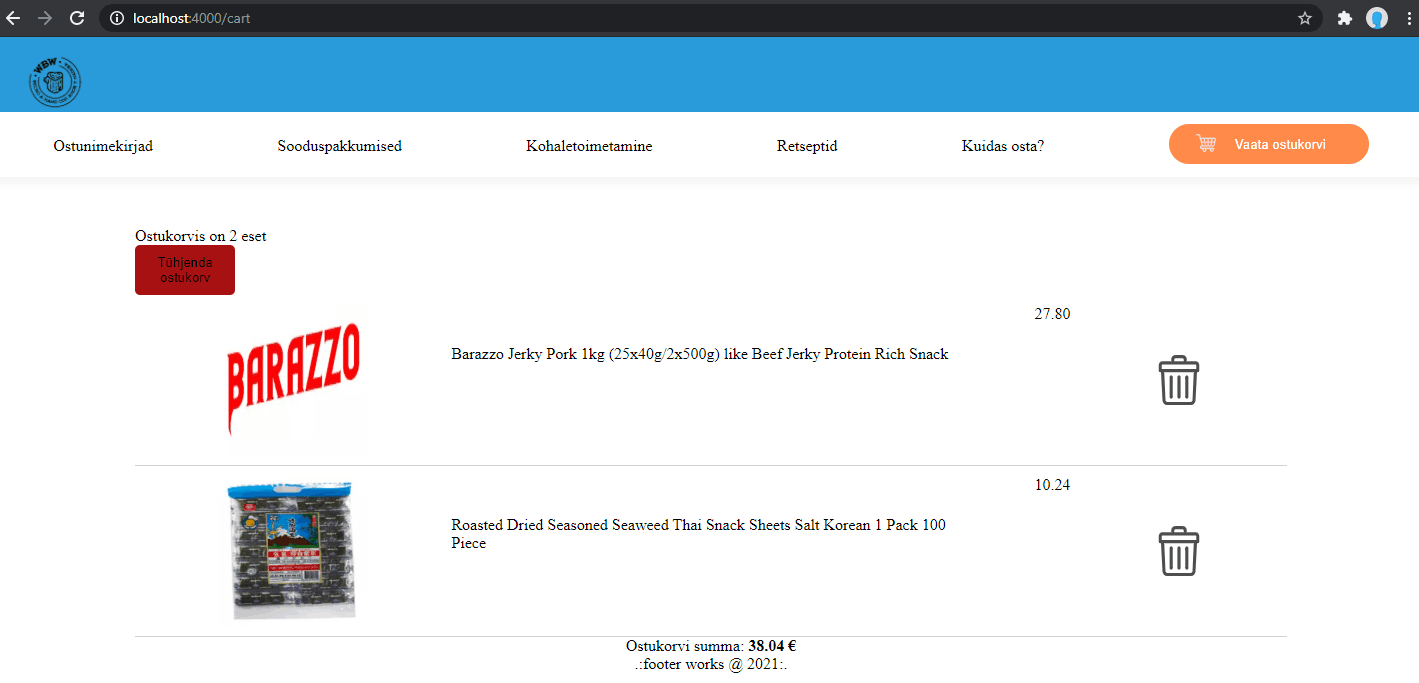 localhost:4000/cart
WBW
Ostunimekirjad
Sooduspakkumised
Kohaletoimetamine
Retseptid
Kuidas osta?
Vaata ostukorvi
Ostukorvis on 2 eset
Tühjenda
ostukorv
BARAZZO
Barazzo Jerky Pork 1kg (25x40g/2x500g) like Beef Jerky Protein Rich Snack
27.80
Roasted Dried Seasoned Seaweed Thai Snack Sheets Salt Korean 1 Pack 100
Piece
10.24
Ostukorvi summa: 38.04 €
.:footer works @ 2021:.